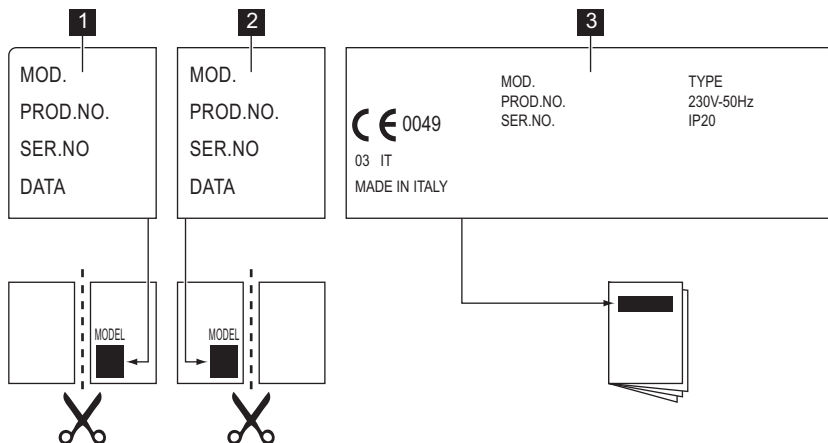 1
2
3
MOD.
PROD.NO.
SER.NO
DATA
MOD.
PROD.NO.
SER.NO
DATA
CE 0049
03 IT
MADE IN ITALY
MOD.
PROD.NO.
SER.NO.
TYPE
230V-50Hz
IP20
MODEL
MODEL